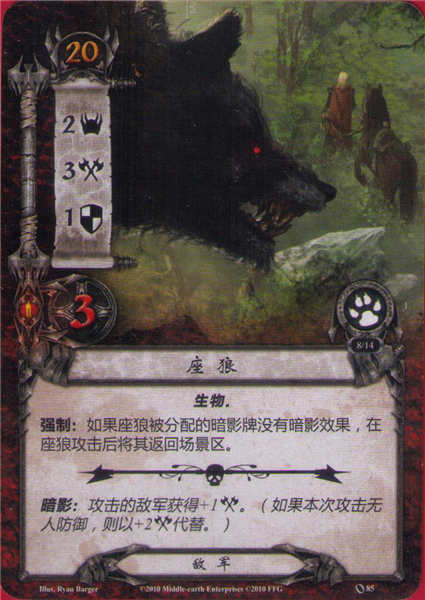 20
2
3
1
3
8/14
座狼
生物.
强制：如果座狼被分配的暗影牌没有暗影效果，在
座狼攻击后将其返回场景区。
暗影：攻击的敌军获得+1。（如果本次攻击无
人防御，则以+2代替。）
敌军
Illus. Ryan Barger
©2010 Middle-earth Enterprises ©2010 FFG
85